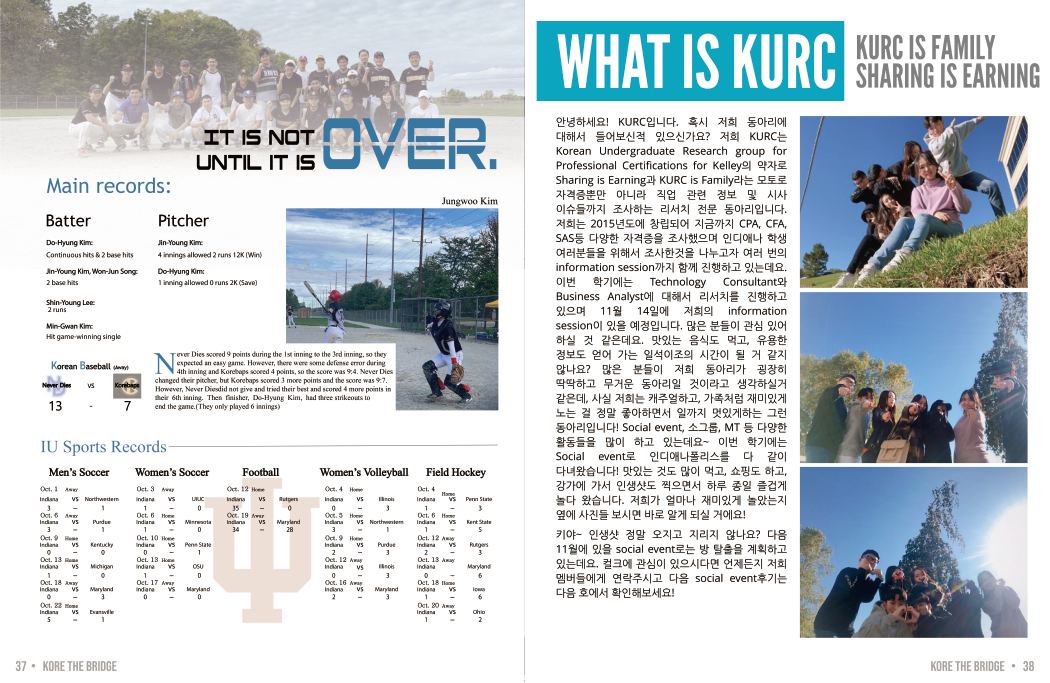 IT IS NOT
UNTIL IT IS OVER.
Main records:
Jungwoo Kim
Batter
Do-Hyung Kim:
Continuous hits & 2 base hits
Jin-Young Kim, Won-Jun Song:
2 base hits
Shin-Young Lee:
2 runs
Min-Gwan Kim:
Hit game-winning single
Pitcher
Jin-Young Kim:
4 innings allowed 2 runs 12K (Win)
Do-Hyung Kim:
1 inning allowed 0 runs 2K (Save)
Korean Baseball (Away)
Never Dies VS Korebaps
13 - 7
Never Dies scored 9 points during the 1st inning to the 3rd inning, so they
expected an easy game. However, there were some defense error during
4th inning and Korebaps scored 4 points, so the score was 9:4. Never Dies
changed their pitcher, but Korebaps scored 3 more points and the score was 9:7.
However, Never Diesdid not give and tried their best and scored 4 more points in
their 6th inning. Then finisher, Do-Hyung Kim, had three strikeouts to
end the game.(They only played 6 innings)
IU Sports Records
Men's Soccer
Oct. 1 Away
Indiana VS Northwestern
3 – 1
Oct. 6 Away
Indiana VS Purdue
3 – 1
Oct. 9 Home
Indiana VS Kentucky
0 – 0
Oct. 13 Home
Indiana VS Michigan
1 – 0
Oct. 18 Away
Indiana VS Maryland
0 – 3
Oct. 22 Home
Indiana VS Evansville
5 – 1
Women's Soccer
Oct. 3 Away
Indiana VS UIUC
1 – 0
Oct. 6 Home
Indiana VS Minnesota
1 – 0
Oct. 10 Home
Indiana VS Penn State
0 – 1
Oct. 13 Home
Indiana VS OSU
1 – 0
Oct. 17 Away
Indiana VS Maryland
0 – 0
Football
Oct. 12 Home
Indiana VS Rutgers
35 – 0
Oct. 19 Away
Indiana VS Maryland
34 – 28
Women's Volleyball
Oct. 4 Home
Indiana VS Illinois
0 – 3
Oct. 5 Home
Indiana VS Northwestern
3 – 1
Oct. 9 Home
Indiana VS Purdue
2 – 3
Oct. 12 Away
Indiana VS Illinois
0 – 3
Oct. 16 Away
Indiana VS Maryland
2 – 3
Field Hockey
Oct. 4 Home
Indiana VS Penn State
1 – 3
Oct. 6 Home
Indiana VS Kent State
1 – 5
Oct. 12 Away
Indiana VS Rutgers
2 – 3
Oct. 13 Away
Indiana Maryland
– 6
Oct. 18 Home
Indiana VS Iowa
1 – 6
Oct. 20 Away
Indiana VS Ohio
1 – 2
37 • KORE THE BRIDGE
WHAT IS KURC
KURC IS FAMILY
SHARING IS EARNING
안녕하세요! KURC입니다. 혹시 저희 동아리에
대해서 들어보신적 있으신가요? 저희 KURC는
Korean Undergraduate Research group for
Professional Certifications for Kelley의 약자로
Sharing is Earning과 KURC is Family라는 모토로
자격증뿐만 아니라 직업 관련 정보 및 시사
이슈들까지 조사하는 리서치 전문 동아리입니다.
저희는 2015년도에 창립되어 지금까지 CPA, CFA,
SAS등 다양한 자격증을 조사했으며 인디애나 학생
여러분들을 위해서 조사한것을 나누고자 여러 번의
information session까지 함께 진행하고 있는데요.
이번 학기에는 Technology Consultant와
Business Analyst에 대해서 리서치를 진행하고
있으며 11월 14일에 저희의 information
session이 있을 예정입니다. 많은 분들이 관심 있어
하실 것 같은데요. 맛있는 음식도 먹고, 유용한
정보도 얻어 가는 일석이조의 시간이 될 거 같지
않나요? 많은 분들이 저희 동아리가 굉장히
딱딱하고 무거운 동아리일 것이라고 생각하실거
같은데, 사실 저희는 캐주얼하고, 가족처럼 재미있게
노는 걸 정말 좋아하면서 일까지 멋있게하는 그런
동아리입니다! Social event, 소그룹, MT 등 다양한
활동들을 많이 하고 있는데요~ 이번 학기에는
Social event로 인디애나폴리스를 다 같이
다녀왔습니다! 맛있는 것도 많이 먹고, 쇼핑도 하고,
강가에 가서 인생샷도 찍으면서 하루 종일 즐겁게
놀다 왔습니다. 저희가 얼마나 재미있게 놀았는지
옆에 사진들 보시면 바로 알게 되실 거에요!
키야~ 인생샷 정말 오지고 지리지 않나요? 다음
11월에 있을 social event로는 방 탈출을 계획하고
있는데요. 컬크에 관심이 있으시다면 언제든지 저희
멤버들에게 연락주시고 다음 social event후기는
다음 호에서 확인해보세요!
KORE THE BRIDGE • 38